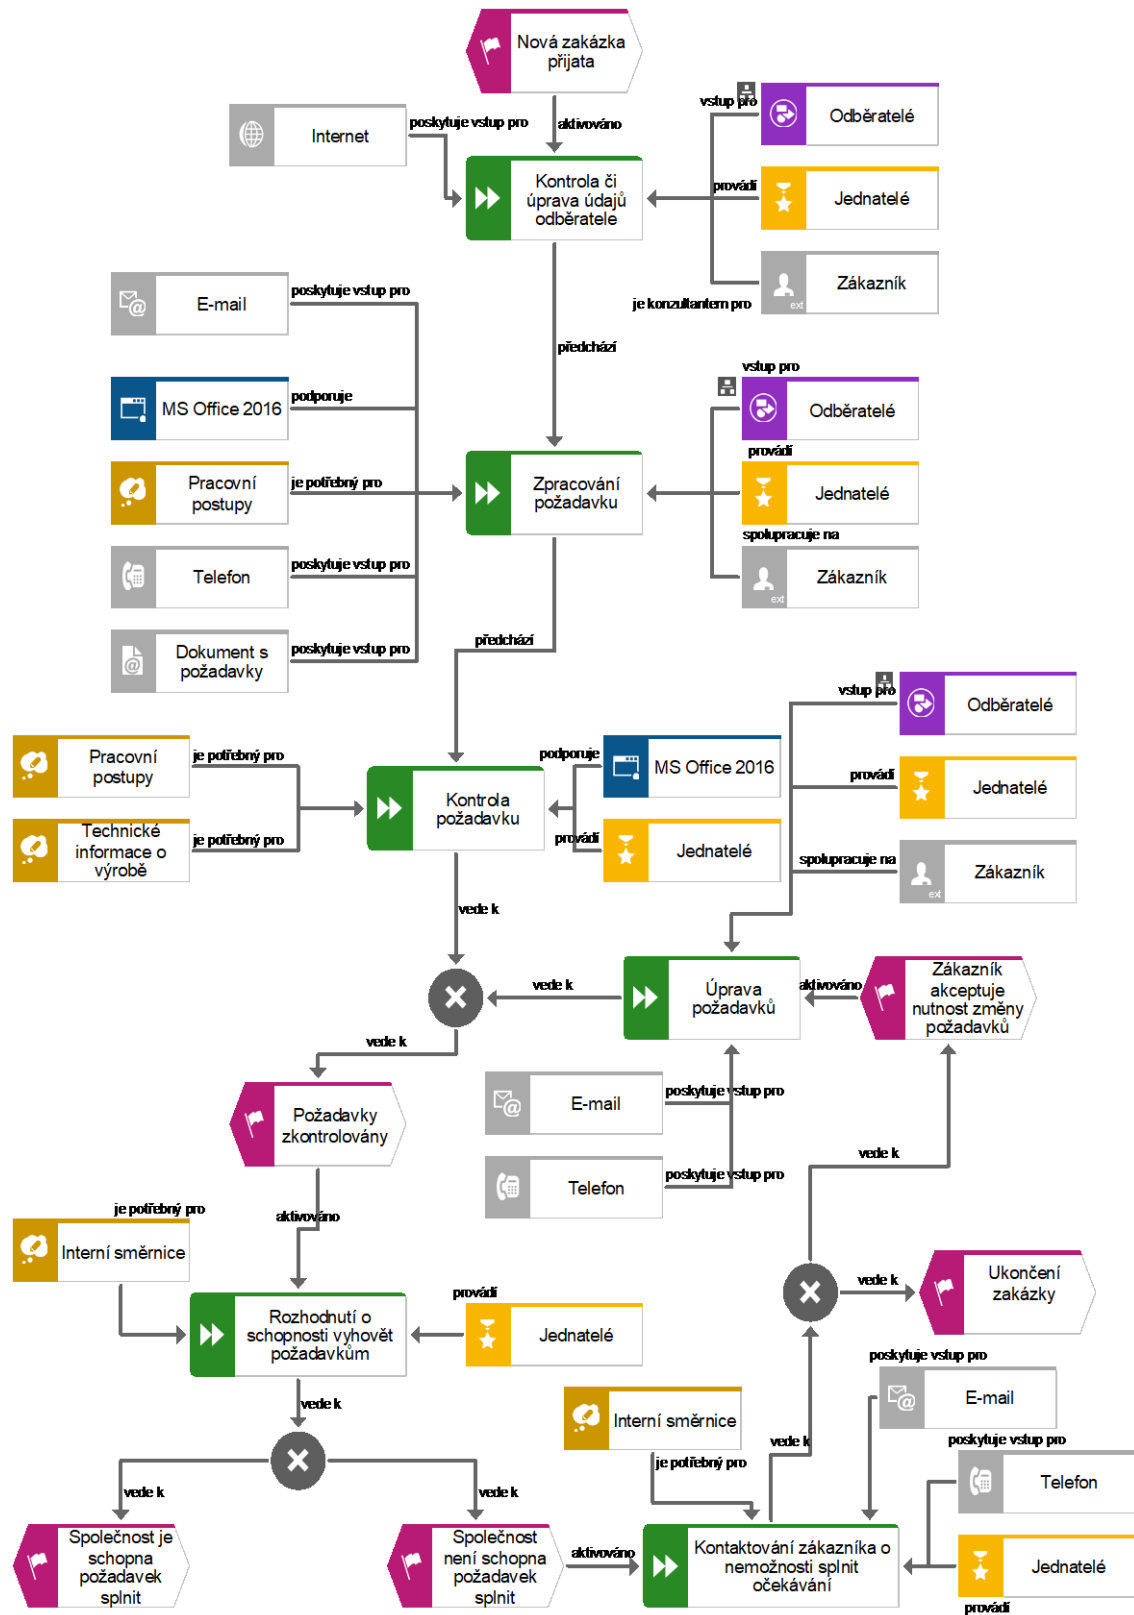 Nová zakázka
přijata
aktivováno
Internet
poskytuje vstup pro
Kontrola či
úprava údajů
odběratele
vstup pro
Odběratelé
provádí
Jednatelé
Zákazník
ext
je konzultantem pro
předchází
E-mail
poskytuje vstup pro
MS Office 2016
podporuje
Pracovní
postupy
je potřebný pro
Telefon
poskytuje vstup pro
Dokument s
požadavky
poskytuje vstup pro
Zpracování
požadavku
vstup pro
Odběratelé
provádí
Jednatelé
spolupracuje na
Zákazník
ext
předchází
Pracovní
postupy
je potřebný pro
Technické
informace o
výrobě
je potřebný pro
Kontrola
požadavku
podporuje
MS Office 2016
provádí
Jednatelé
vstup pro
Odběratelé
provádí
Jednatelé
spolupracuje na
Zákazník
ext
vede k
vede k
Úprava
požadavků
aktivováno
Zákazník
akceptuje
nutnost změny
požadavků
vede k
E-mail
poskytuje vstup pro
Telefon
poskytuje vstup pro
Požadavky
zkontrolovány
vede k
je potřebný pro
aktivováno
Interní směrnice
Rozhodnutí o
schopnosti vyhovět
požadavkům
provádí
Jednatelé
vede k
Ukončení
zakázky
vede k
poskytuje vstup pro
E-mail
Interní směrnice
je potřebný pro
vede k
poskytuje vstup pro
Telefon
vede k
vede k
Společnost je
schopna
požadavek
splnit
Společnost
není schopna
požadavek
splnit
aktivováno
Kontaktování zákazníka o
nemožnosti splnit
očekávání
Jednatelé
provádí